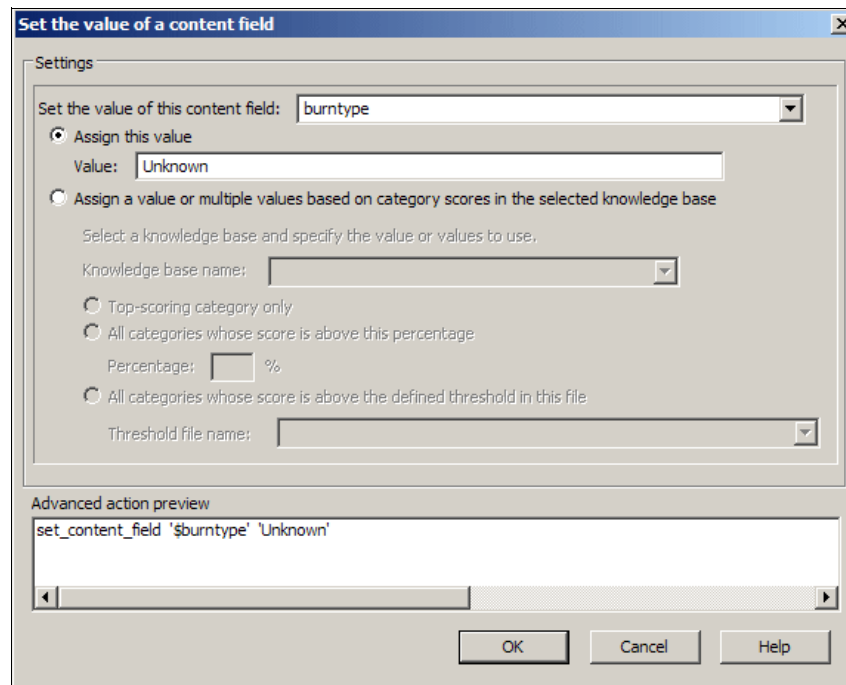 Set the value of a content field
Settings
Set the value of this content field: burntype
Assign this value
Value: Unknown
Assign a value or multiple values based on category scores in the selected knowledge base
Select a knowledge base and specify the value or values to use.
Knowledge base name:
Top-scoring category only
All categories whose score is above this percentage
Percentage: %
All categories whose score is above the defined threshold in this file
Threshold file name:
Advanced action preview
set_content_field '$burntype' 'Unknown'
OK Cancel Help